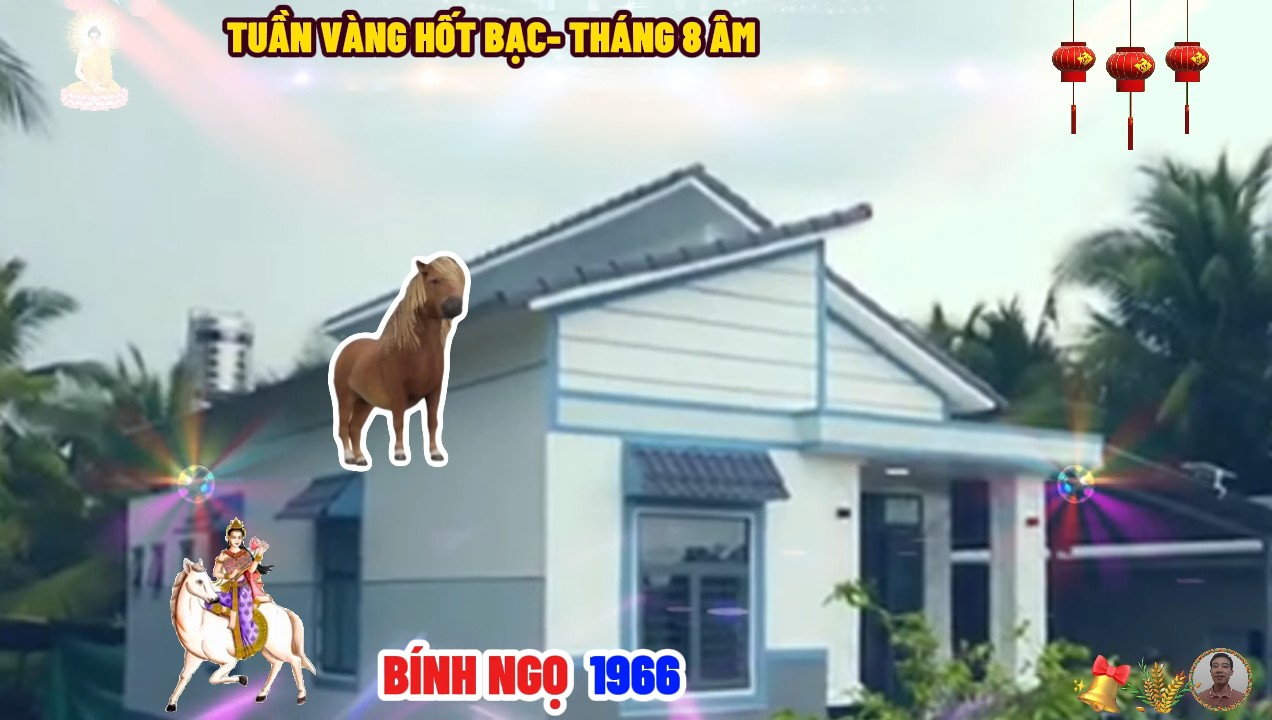 TUẦN VÀNG HỐT BẠC- THÁNG 8 ÂM
BÍNH NGỌ 1966